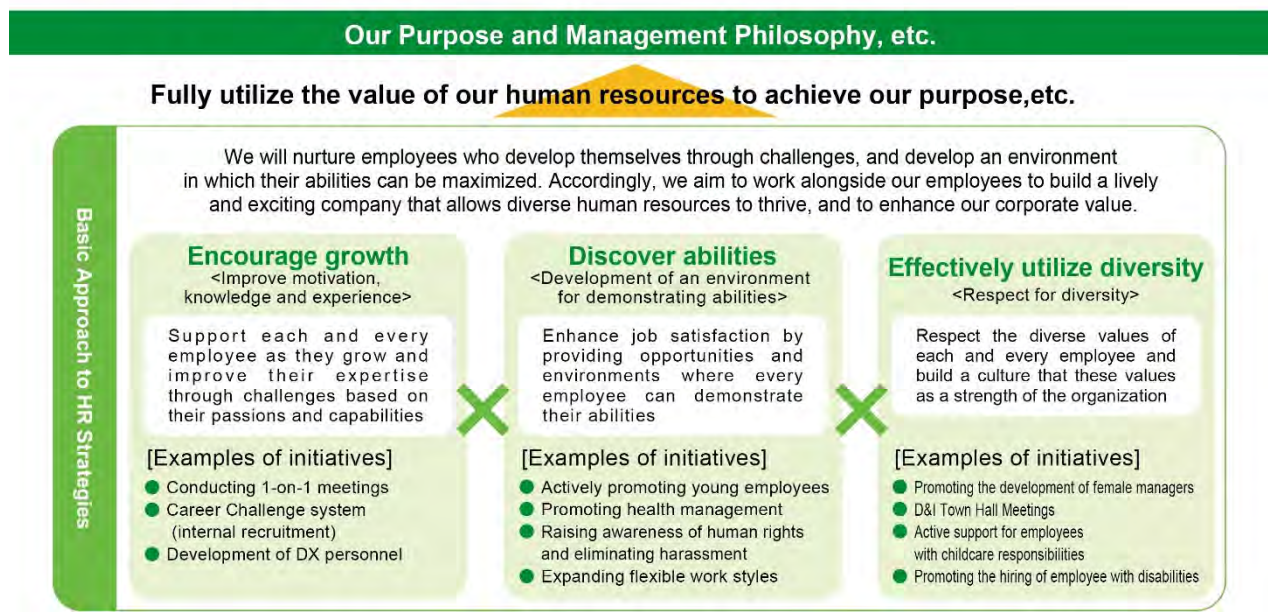 Our Purpose and Management Philosophy, etc.
Fully utilize the value of our human resources to achieve our purpose,etc.
Basic Approach to HR Strategies
We will nurture employees who develop themselves through challenges, and develop an environment
in which their abilities can be maximized. Accordingly, we aim to work alongside our employees to build a lively
and exciting company that allows diverse human resources to thrive, and to enhance our corporate value.
Encourage growth
<Improve motivation,
knowledge and experience>
Support each and every
employee as they grow and
improve their expertise
through challenges based on
their passions and capabilities
[Examples of initiatives]
● Conducting 1-on-1 meetings
● Career Challenge system
(internal recruitment)
● Development of DX personnel
Discover abilities
<Development of an environment
for demonstrating abilities>
Enhance job satisfaction by
providing opportunities and
environments where every
employee can demonstrate
their abilities
[Examples of initiatives]
● Actively promoting young employees
● Promoting health management
● Raising awareness of human rights
and eliminating harassment
● Expanding flexible work styles
Effectively utilize diversity
<Respect for diversity>
Respect the diverse values of
each and every employee and
build a culture that these values
as a strength of the organization
[Examples of initiatives]
● Promoting the development of female managers
● D&I Town Hall Meetings
● Active support for employees
with childcare responsibilities
● Promoting the hiring of employee with disabilities